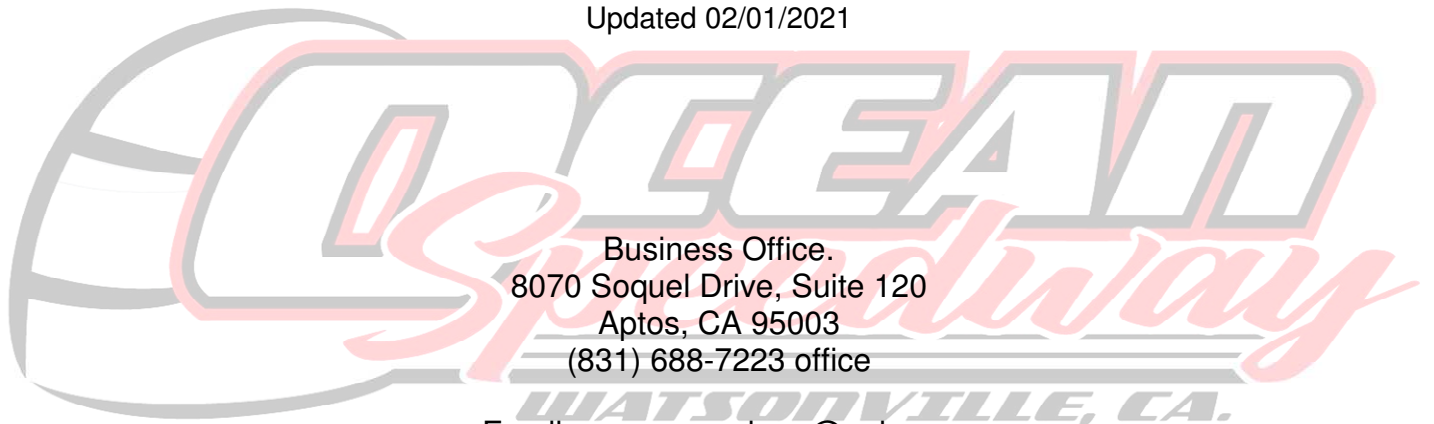 Updated 02/01/2021
OCEAN
Speedway
Business Office.
8070 Soquel Drive, Suite 120
Aptos, CA 95003
(831) 688-7223 office
WATSONVILLE, CA.